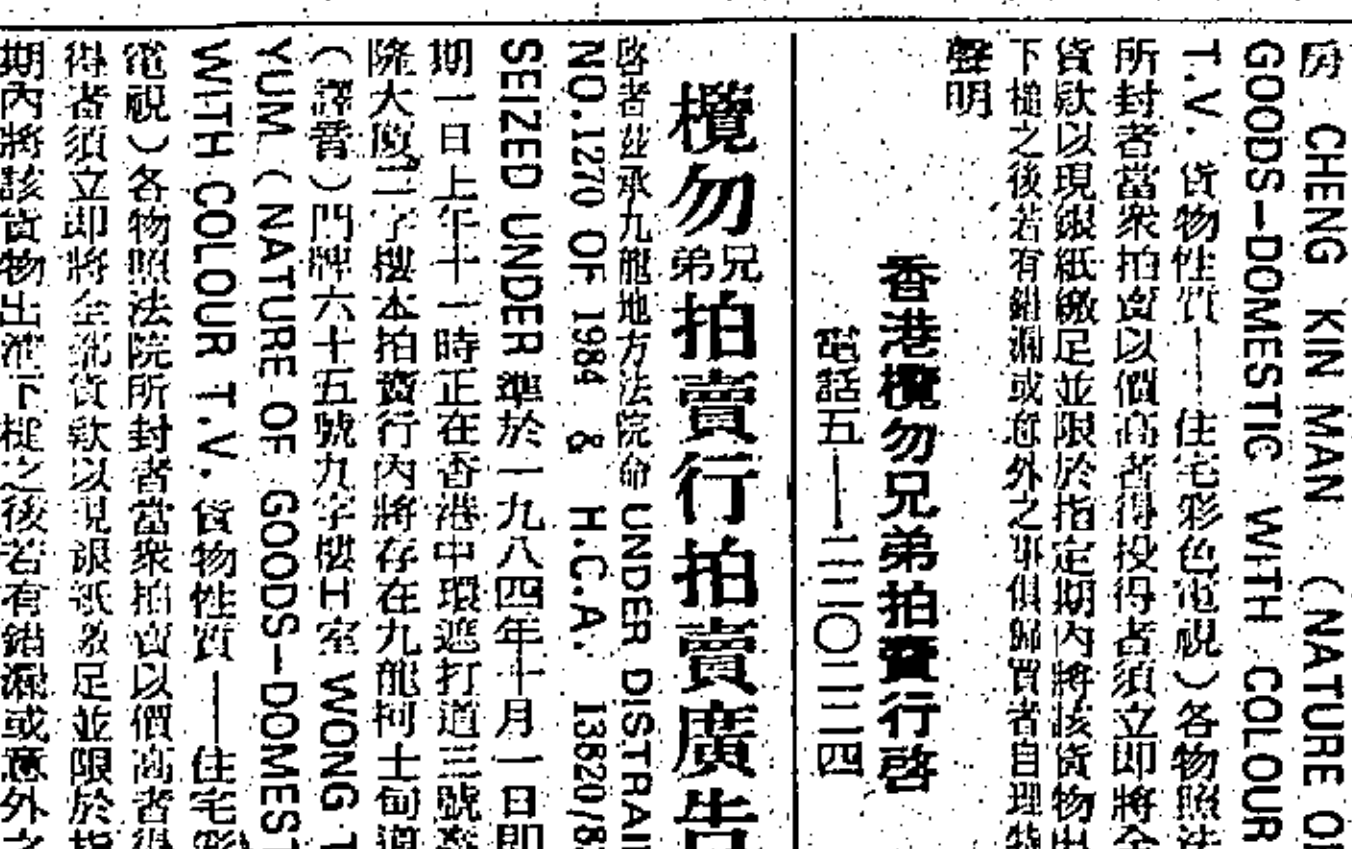 房 CHENG KIN MAN (NATURE OF
GOODS-DOMESTIC WITH COLOUR
T.V. 貨物性質——住宅彩色電視)各物照法
所封者當衆拍賣以價高者得投得者須立即將全
貨款以現銀紙繳足並限於指定期內將該貨物出
下槌之後若有錯漏或意外之事俱歸買者自理特
聲明
香港欖勿兄弟拍賣行啓
電話五—二三〇三二四
欖勿兄弟拍賣行拍賣廣告
啓者茲承九龍地方法院命 UNDER DISTRAIN
NO.1270 OF 1984 & H.C.A. 13820/8
SEIZED UNDER 準於一九八四年十月一日即
期一日上午十一時正在香港中環遮打道三號
隆大廈二字樓本拍賣行內將存在九龍柯士甸道
(譯音)門牌六十五號九字樓H室 WONG
YUM (NATURE OF GOODS-DOMEST
WITH COLOUR T.V. 貨物性質——住宅彩
電視)各物照法院所封者當衆拍賣以價高者得
得者須立即將全部貨款以現銀紙繳足並限於指
期內將該貨物出淸下槌之後若有錯漏或意外之